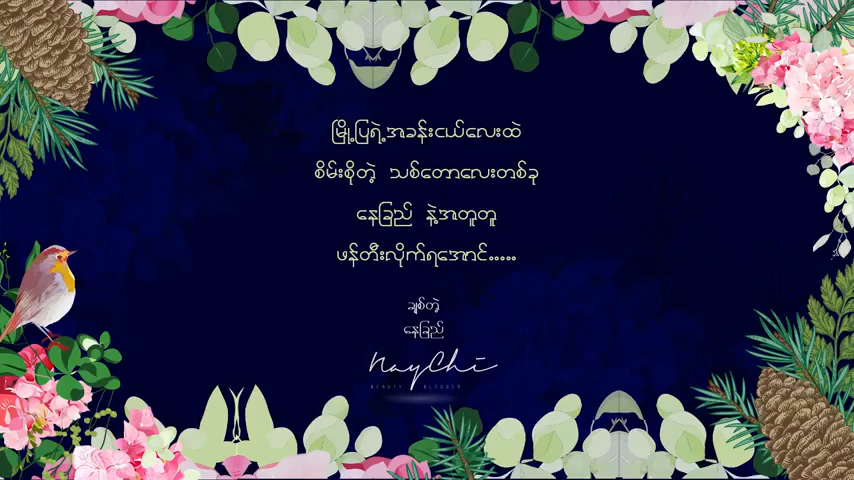 မြို့ပြရဲ့အခန်းငယ်လေးထဲ
စိမ်းစိုတဲ့ သစ်တောလေးတစ်ခု
နေခြည် နဲ့အတူတူ
ဖန်တီးလိုက်ရအောင်.....
ချစ်တဲ့
နေခြည်
NayChi
BEAUTY BLOGGER